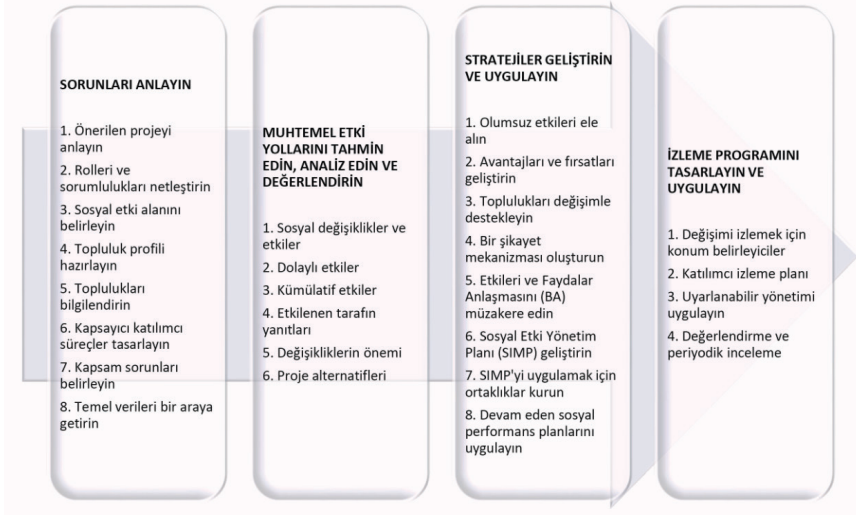 SORUNLARI ANLAYIN
1. Önerilen projeyi
anlayın
2. Rolleri ve
sorumlulukları netleştirin
3. Sosyal etki alanını
belirleyin
4. Topluluk profili
hazırlayın
5. Toplulukları
bilgilendirin
6. Kapsayıcı katılımcı
süreçler tasarlayın
7. Kapsam sorunları
belirleyin
8. Temel verileri bir araya
getirin
MUHTEMEL ETKİ
YOLLARINI TAHMİN
EDİN, ANALİZ EDİN VE
DEĞERLENDİRİN
1. Sosyal değişiklikler ve
etkiler
2. Dolaylı etkiler
3. Kümülatif etkiler
4. Etkilenen tarafın
yanıtları
5. Değişikliklerin önemi
6. Proje alternatifleri
STRATEJİLER GELİŞTİRİN
VE UYGULAYIN
1. Olumsuz etkileri ele
alın
2. Avantajları ve fırsatları
geliştirin
3. Toplulukları değişimle
destekleyin
4. Bir şikayet
mekanizması oluşturun
5. Etkileri ve Faydalar
Anlaşmasını (BA)
müzakere edin
6. Sosyal Etki Yönetim
Planı (SIMP) geliştirin
7. SIMP'yi uygulamak için
ortaklıklar kurun
8. Devam eden sosyal
performans planlarını
uygulayın
İZLEME PROGRAMINI
TASARLAYIN VE
UYGULAYIN
1. Değişimi izlemek için
konum belirleyiciler
2. Katılımcı izleme planı
3. Uyarlanabilir yönetimi
uygulayın
4. Değerlendirme ve
periyodik inceleme